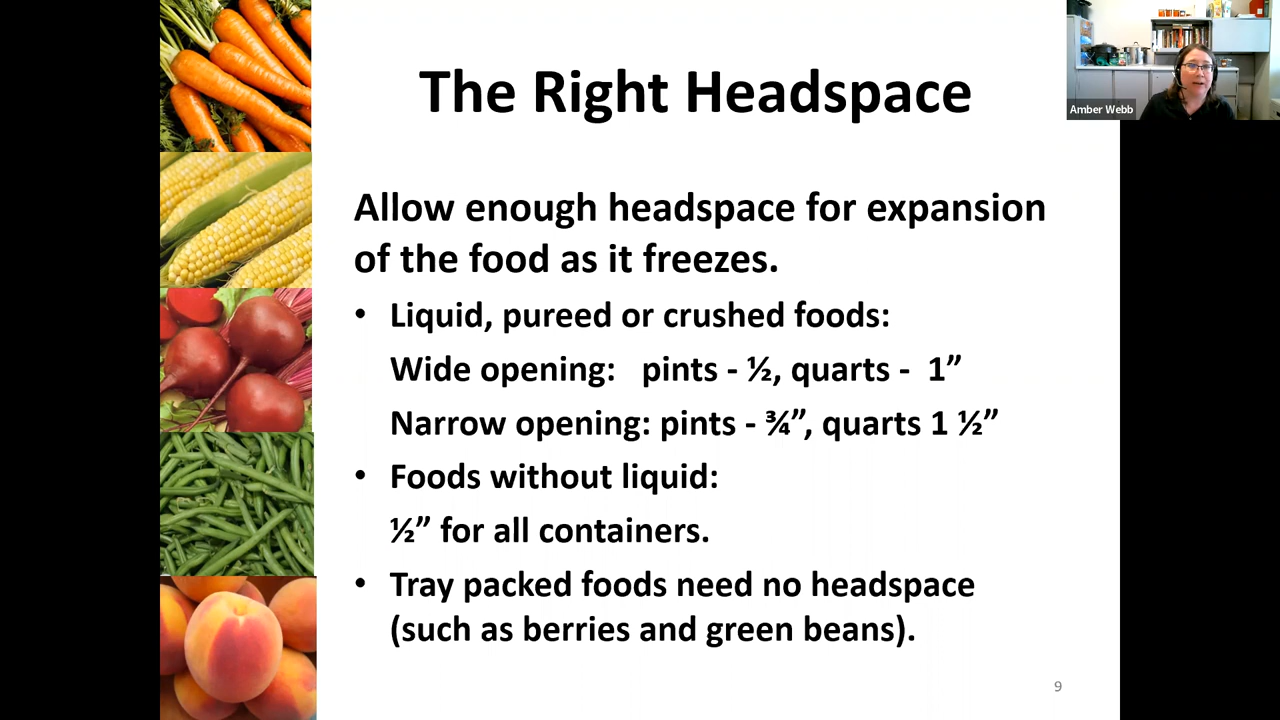 The Right Headspace
Amber Webb
Allow enough headspace for expansion
of the food as it freezes.
• Liquid, pureed or crushed foods:
Wide opening: pints - ½, quarts - 1”
Narrow opening: pints - ¾”, quarts 1 ½”
• Foods without liquid:
½” for all containers.
• Tray packed foods need no headspace
(such as berries and green beans).
9